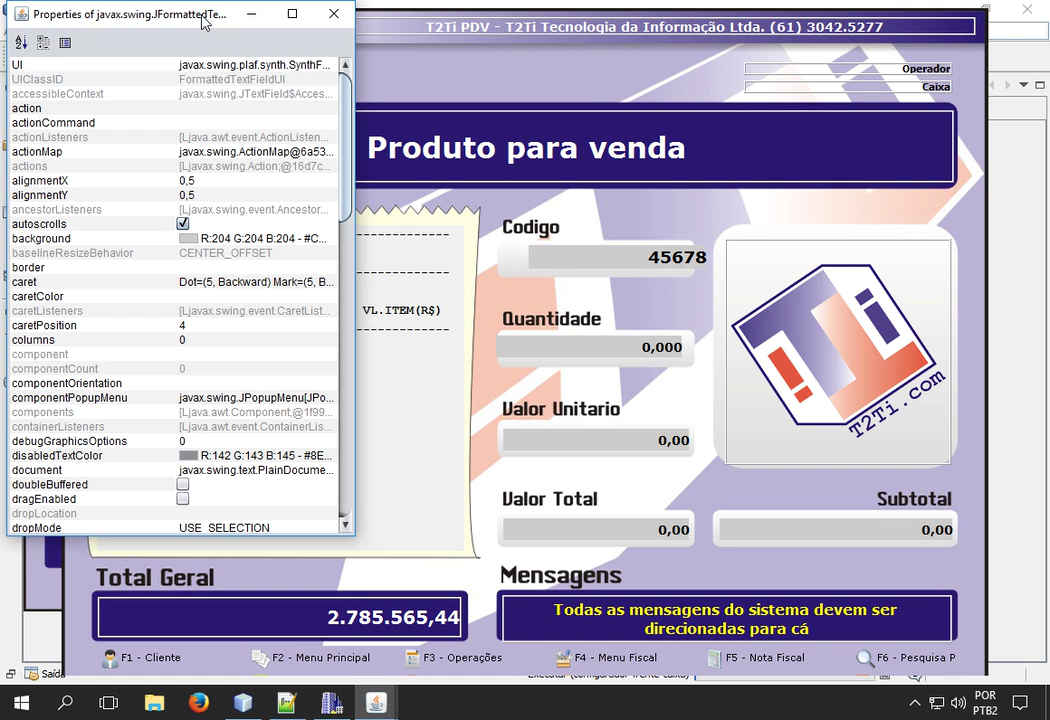 Properties of javax.swing.JFormattedTe...
UI javax.swing.plaf.synth.SynthF...
UIClassID FormattedTextFieldUI
accessibleContext javax.swing.JTextField$Acces...
action
actionCommand
actionListeners [Ljava.awt.event.ActionListen...
actionMap javax.swing.ActionMap@6a53...
actions [Ljavax.swing.Action;@16d7c...
alignmentX 0,5
alignmentY 0,5
ancestorListeners [Ljavax.swing.event.Ancestor...
autoscrolls
background R:204 G:204 B:204 - #C...
baselineResizeBehavior CENTER_OFFSET
border
caret Dot=(5, Backward) Mark=(5, B...
caretColor
caretListeners [Ljavax.swing.event.CaretList...
caretPosition 4
columns 0
component
componentCount 0
componentOrientation
componentPopupMenu javax.swing.JPopupMenu[JPo...
components [Ljava.awt.Component;@1f99...
containerListeners [Ljava.awt.event.ContainerLis...
debugGraphicsOptions 0
disabledTextColor R:142 G:143 B:145 - #8E...
document javax.swing.text.PlainDocume...
doubleBuffered
dragEnabled
dropLocation
dropMode USE_SELECTION
T2Ti PDV - T2Ti Tecnologia da Informação Ltda. (61) 3042.5277
Operador
Caixa
Produto para venda
VL.ITEM(R$)
Codigo
45678
Quantidade
0,000
Valor Unitario
0,00
Valor Total
0,00
Subtotal
0,00
T2Ti.com
Total Geral
2.785.565,44
Mensagens
Todas as mensagens do sistema devem ser
direcionadas para cá
F1 - Cliente F2 - Menu Principal F3 - Operações F4 - Menu Fiscal F5 - Nota Fiscal F6 - Pesquisa P
Saíd
POR
PTB2